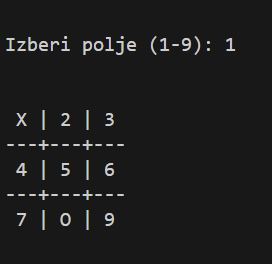 Izberi polje (1-9): 1
X | 2 | 3
---+---+---
4 | 5 | 6
---+---+---
7 | O | 9